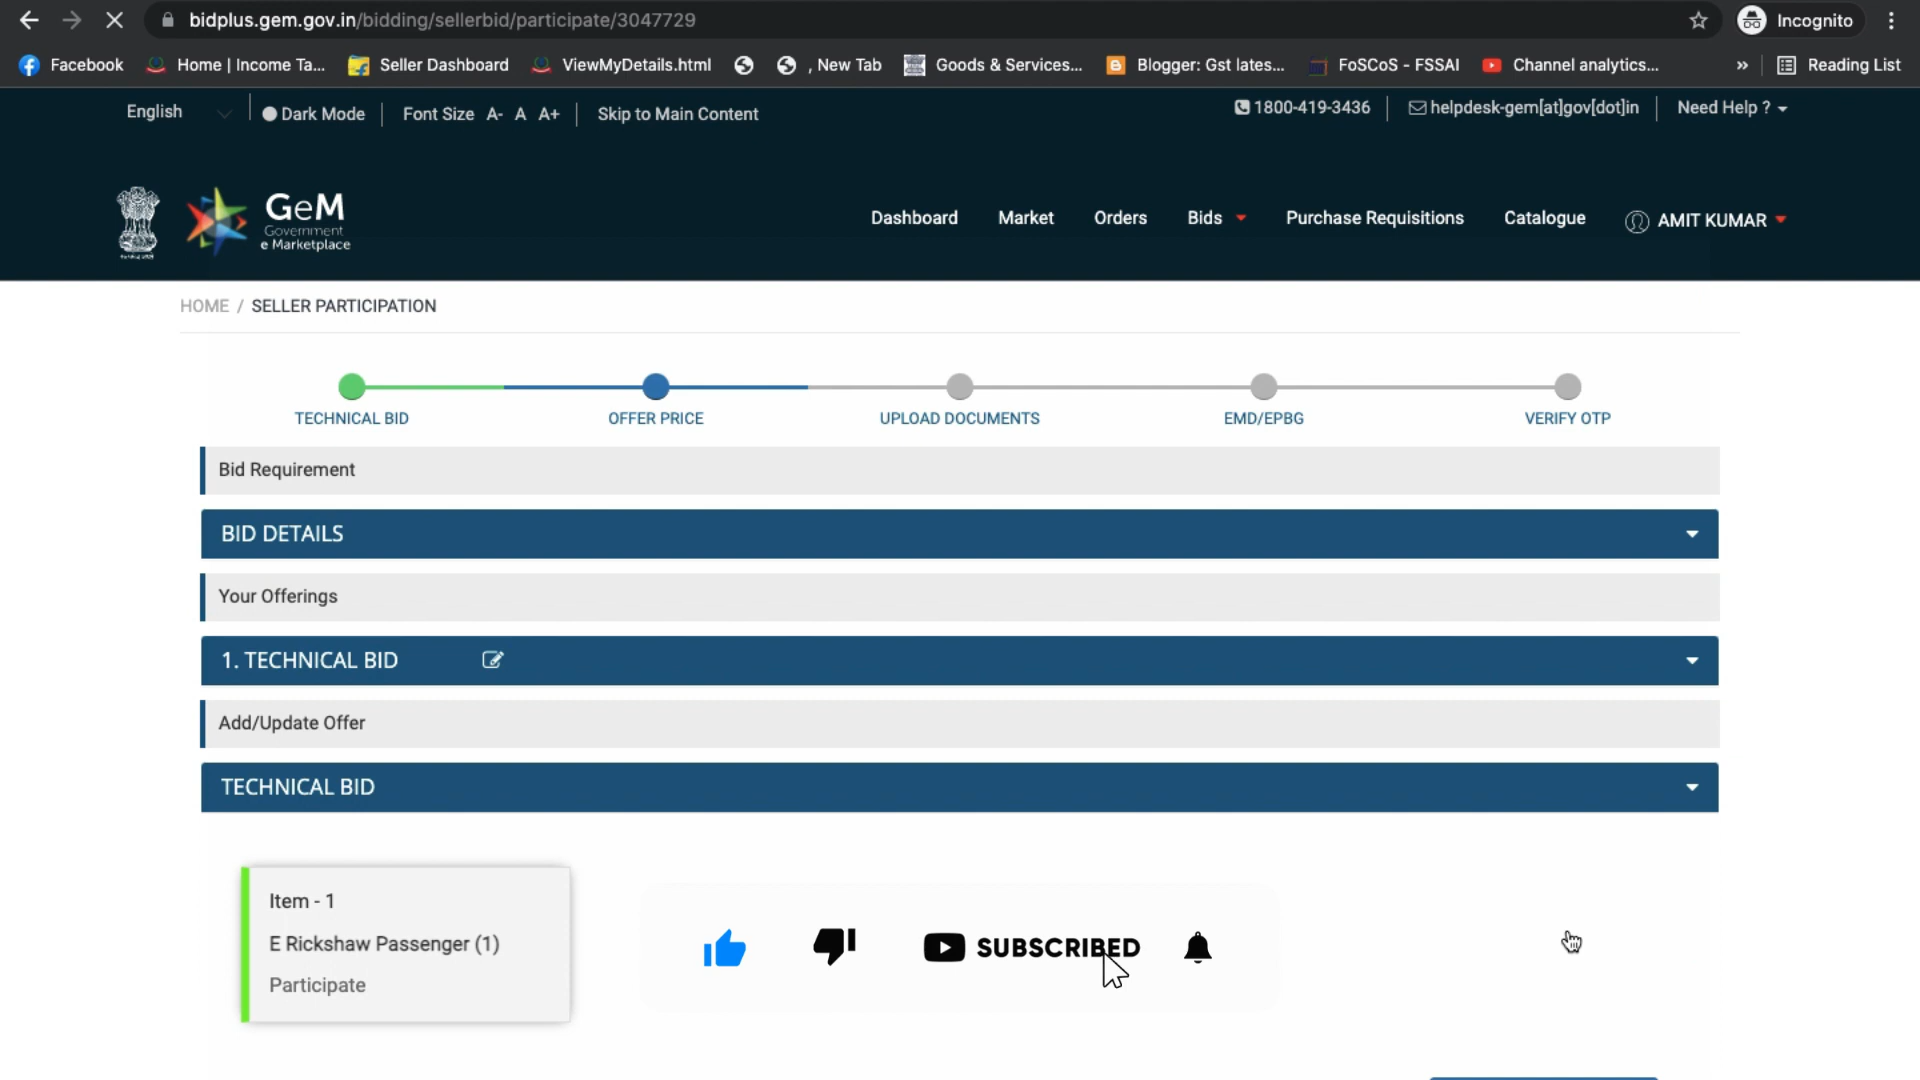 bidplus.gem.gov.in/bidding/sellerbid/participate/3047729
Incognito
Facebook
Home | Income Ta...
Seller Dashboard
ViewMyDetails.html
, New Tab
Goods & Services...
Blogger: Gst lates...
FoSCoS - FSSAI
Channel analytics...
»
Reading List
English
Dark Mode
Font Size A- A A+
Skip to Main Content
1800-419-3436
helpdesk-gem[at]gov[dot]in
Need Help ?
GeM
Government
e Marketplace
Dashboard
Market
Orders
Bids
Purchase Requisitions
Catalogue
AMIT KUMAR
HOME / SELLER PARTICIPATION
TECHNICAL BID
OFFER PRICE
UPLOAD DOCUMENTS
EMD/EPBG
VERIFY OTP
Bid Requirement
BID DETAILS
Your Offerings
1. TECHNICAL BID
Add/Update Offer
TECHNICAL BID
Item - 1
E Rickshaw Passenger (1)
Participate
SUBSCRIBED